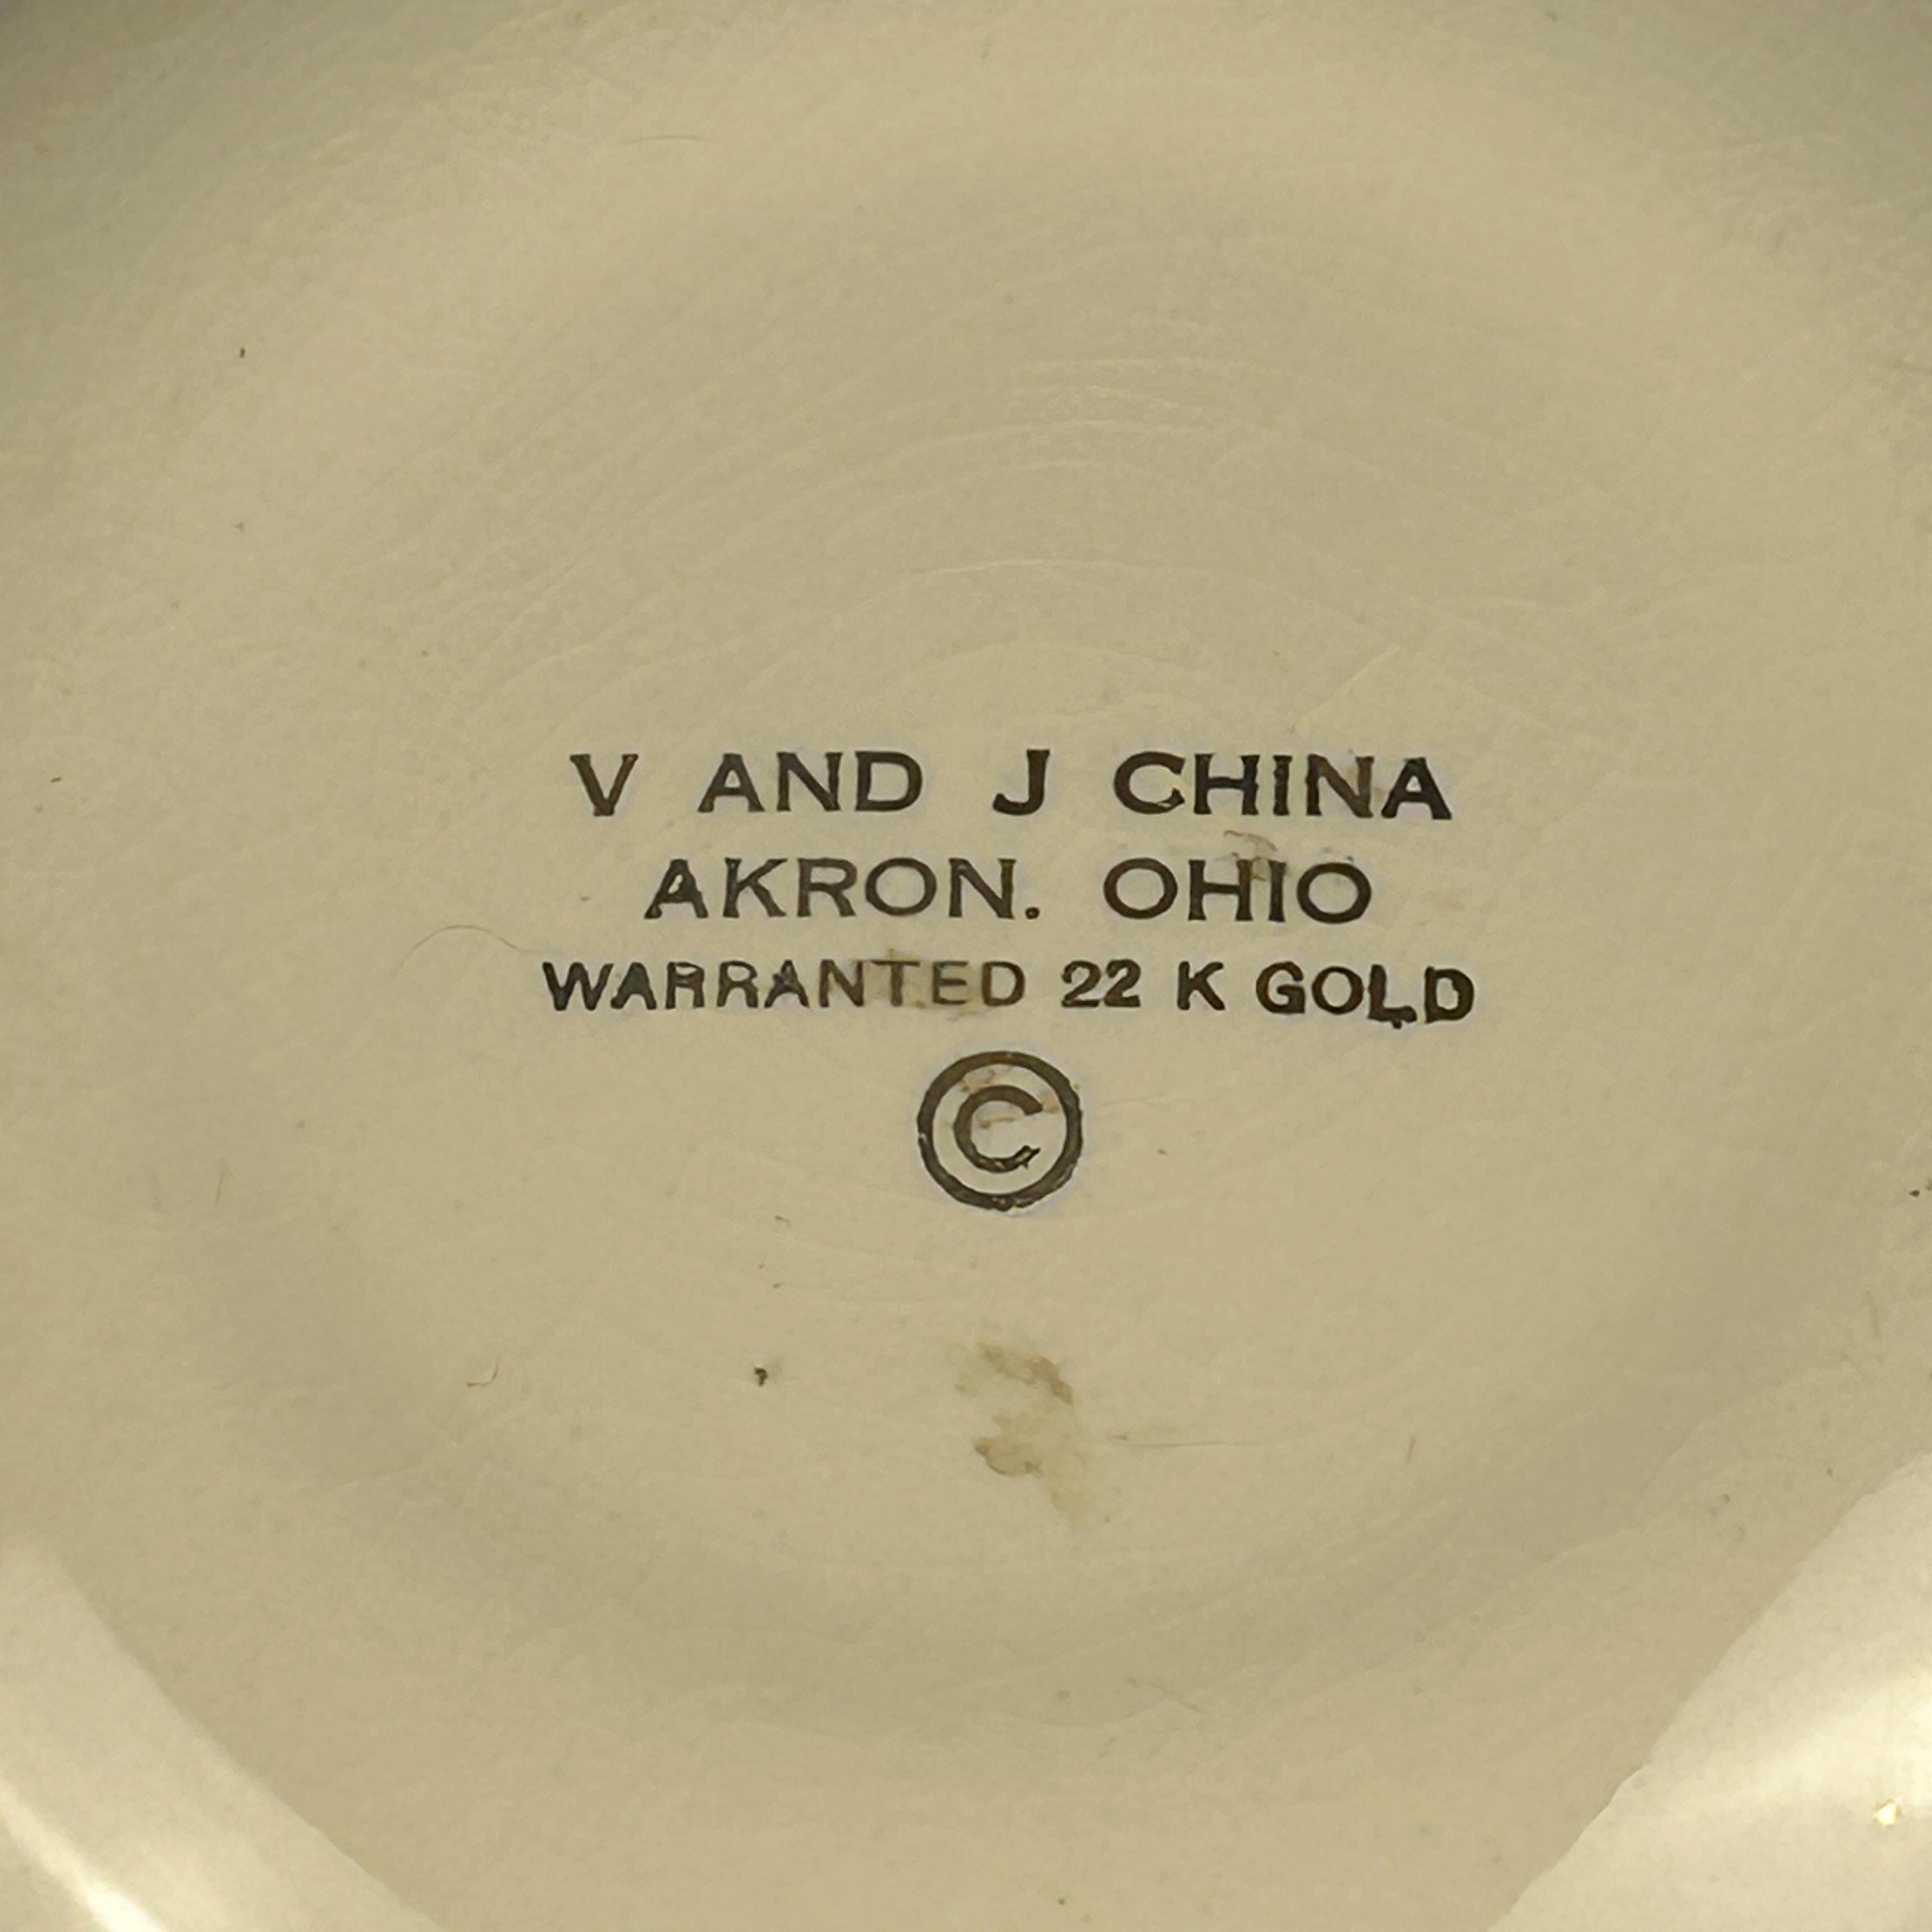 V AND J CHINA
AKRON. OHIO
WARRANTED 22 K GOLD
©